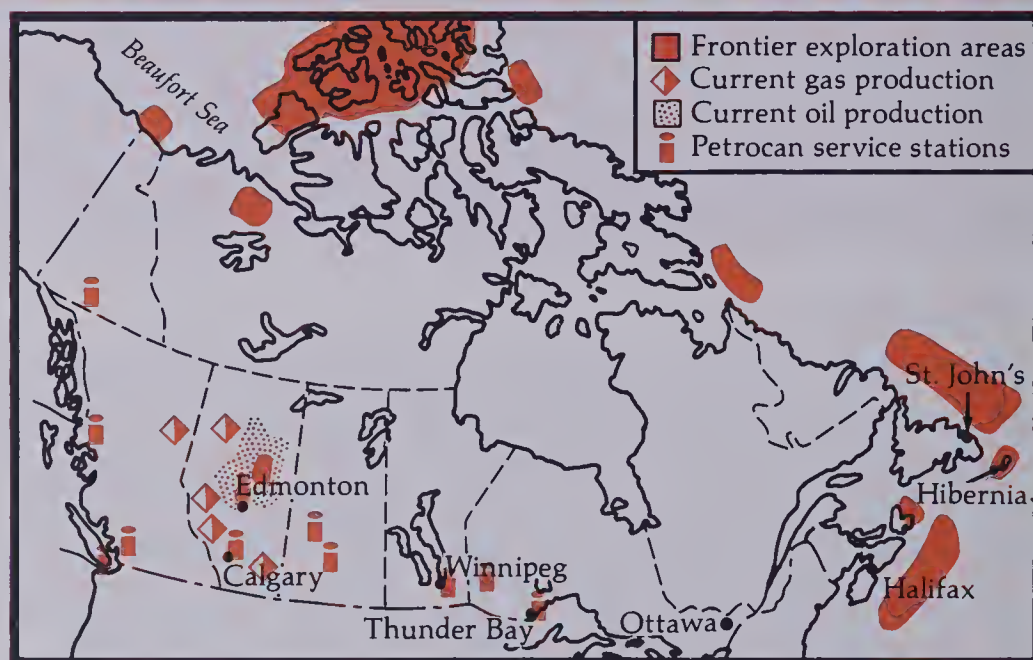 Beaufort Sea
Frontier exploration areas
Current gas production
Current oil production
Petrocan service stations
St. John's
Hibernia
Edmonton
Calgary
Winnipeg
Halifax
Thunder Bay
Ottawa